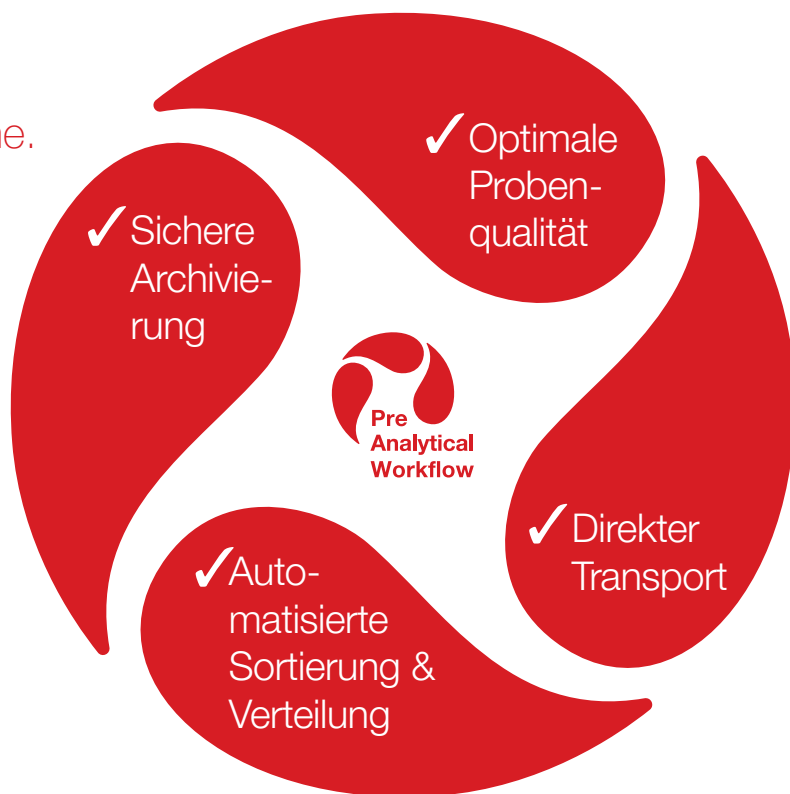 ✓ Optimale
Proben-
qualität
✓ Direkter
Transport
✓ Auto-
matisierte
Sortierung &
Verteilung
✓ Sichere
Archivie-
rung
Pre
Analytical
Workflow